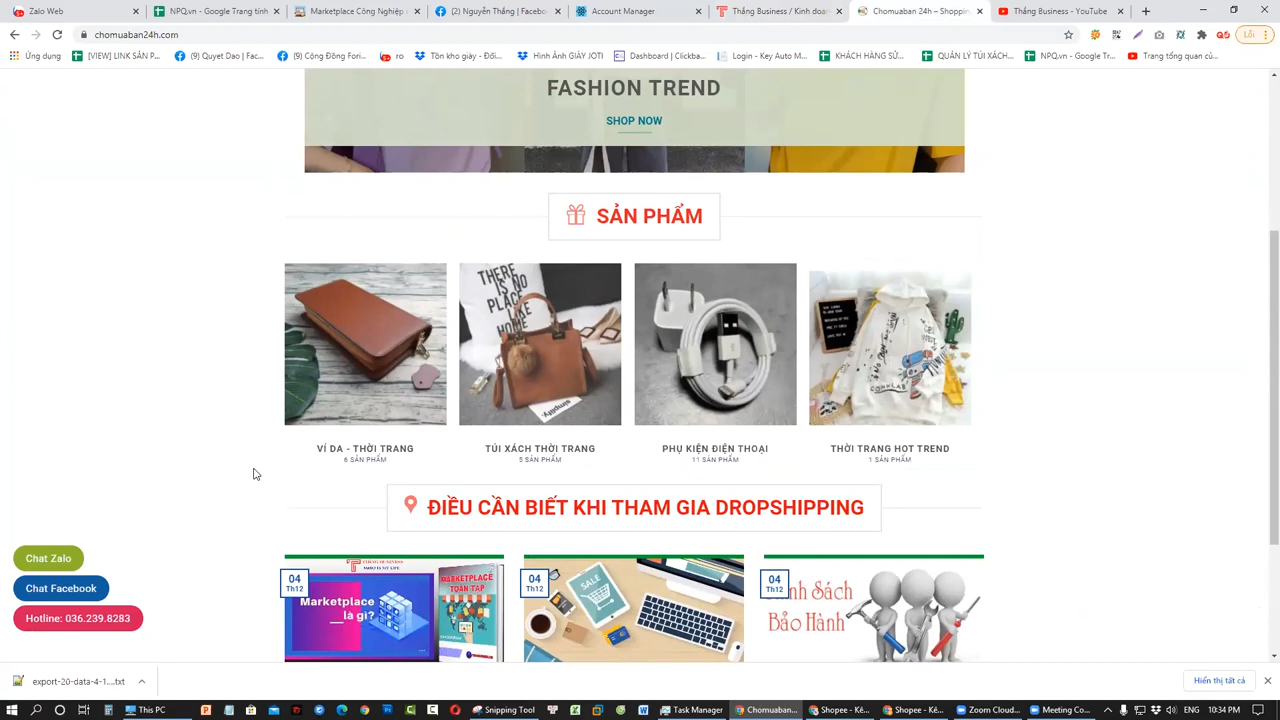 Zalo Web
NPQ.vn - Google Trang tính
Marketplace Công Nghiệp
(2) Nguyễn Thắng | Facebo
Account Manager
Thắng Business / Kinh doan
24h – Shopping
Thắng Business - YouTube
chomuaban24h.com
Lỗi
Ứng dụng
[VIEW] LINK SẢN P...
(9) Quyet Dao | Fac...
(9) Cộng Đồng Fori...
ro
Tồn kho giày - Đối...
Hình Ảnh GIÀY JOTI
Dashboard | Clickba...
Login - Key Auto M...
KHÁCH HÀNG SỬ...
QUẢN LÝ TÚI XÁCH...
NPQ.vn - Google Tr...
Trang tổng quan củ...
FASHION TREND
SHOP NOW
SẢN PHẨM
THERE
IS NO
PLACE
HOME
simplify.
VÍ DA - THỜI TRANG
6 SẢN PHẨM
TÚI XÁCH THỜI TRANG
5 SẢN PHẨM
PHỤ KIỆN ĐIỆN THOẠI
11 SẢN PHẨM
THỜI TRANG HOT TREND
1 SẢN PHẨM
ĐIỀU CẦN BIẾT KHI THAM GIA DROPSHIPPING
04
Th12
Marketplace
là gì?
MARKETPLACE
TOÀN TẬP
04
Th12
SALE
04
Th12
nh Sách
Bảo Hành
Chat Zalo
Chat Facebook
Hotline: 036.239.8283
export-20-data-4-1....txt
Hiển thị tất cả
This PC
Snipping Tool
Task Manager
Chomuaban...
Shopee - Kê...
Shopee - Kê...
Zoom Cloud...
Meeting Co...
10:34 PM